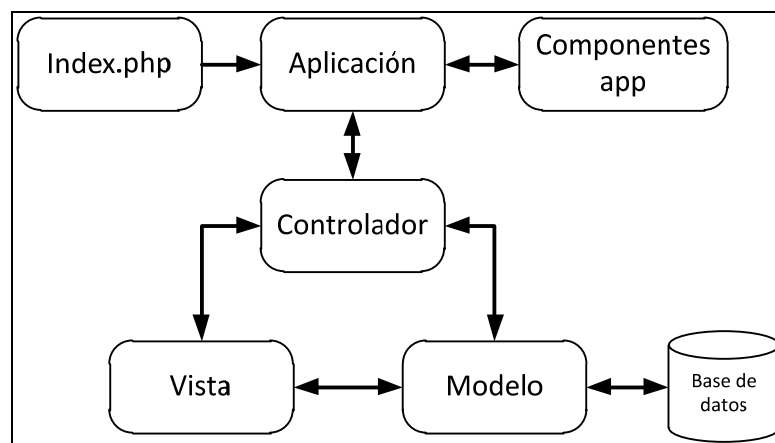 Index.php
Aplicación
Componentes
app
Controlador
Vista
Modelo
Base de
datos